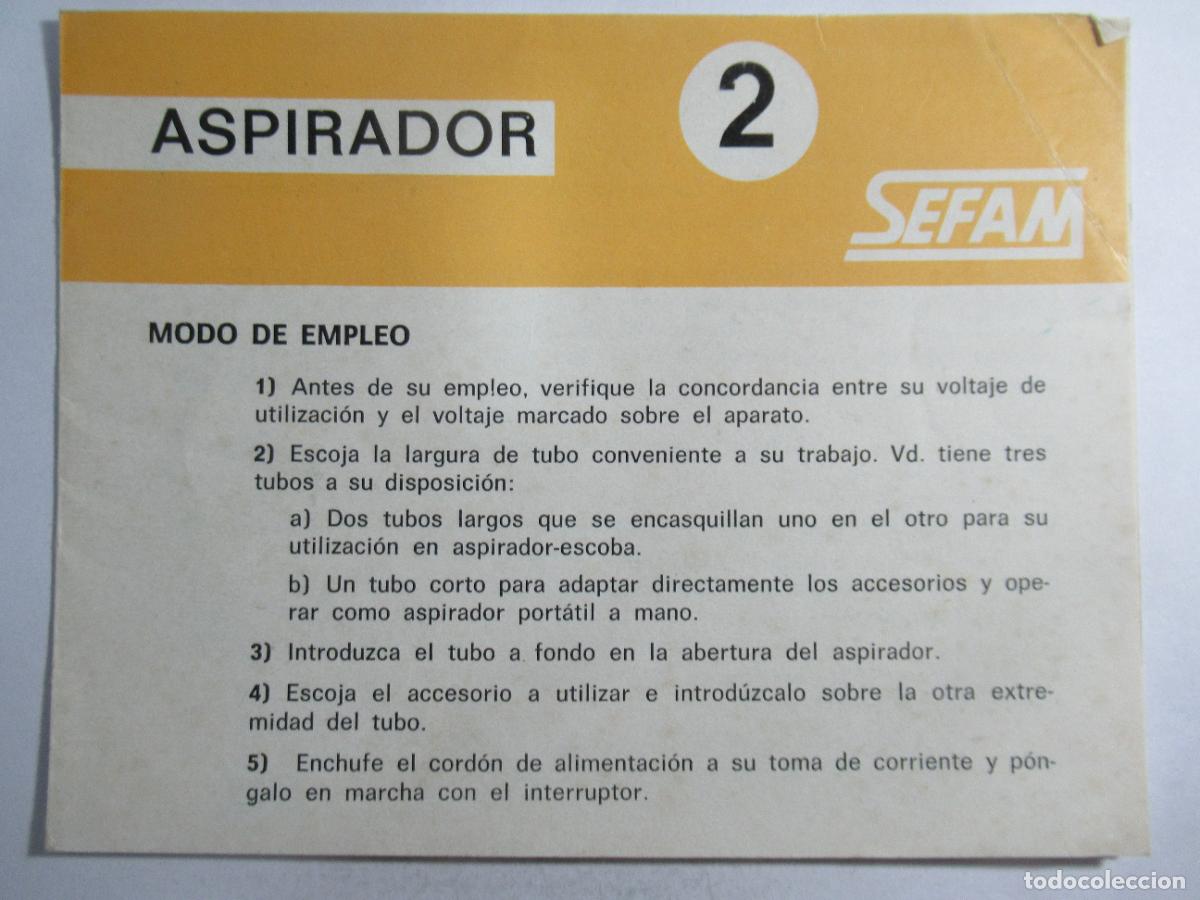 2
ASPIRADOR
SEFAM
MODO DE EMPLEO
1) Antes de su empleo, verifique la concordancia entre su voltaje de
utilización y el voltaje marcado sobre el aparato.
2) Escoja la largura de tubo conveniente a su trabajo. Vd. tiene tres
tubos a su disposición:
a) Dos tubos largos que se encasquillan uno en el otro para su
utilización en aspirador-escoba.
b) Un tubo corto para adaptar directamente los accesorios y ope-
rar como aspirador portátil a mano.
3) Introduzca el tubo a fondo en la abertura del aspirador.
4) Escoja el accesorio a utilizar e introdúzcalo sobre la otra extre-
midad del tubo.
5) Enchufe el cordón de alimentación a su toma de corriente y pón-
galo en marcha con el interruptor.
todocoleccion